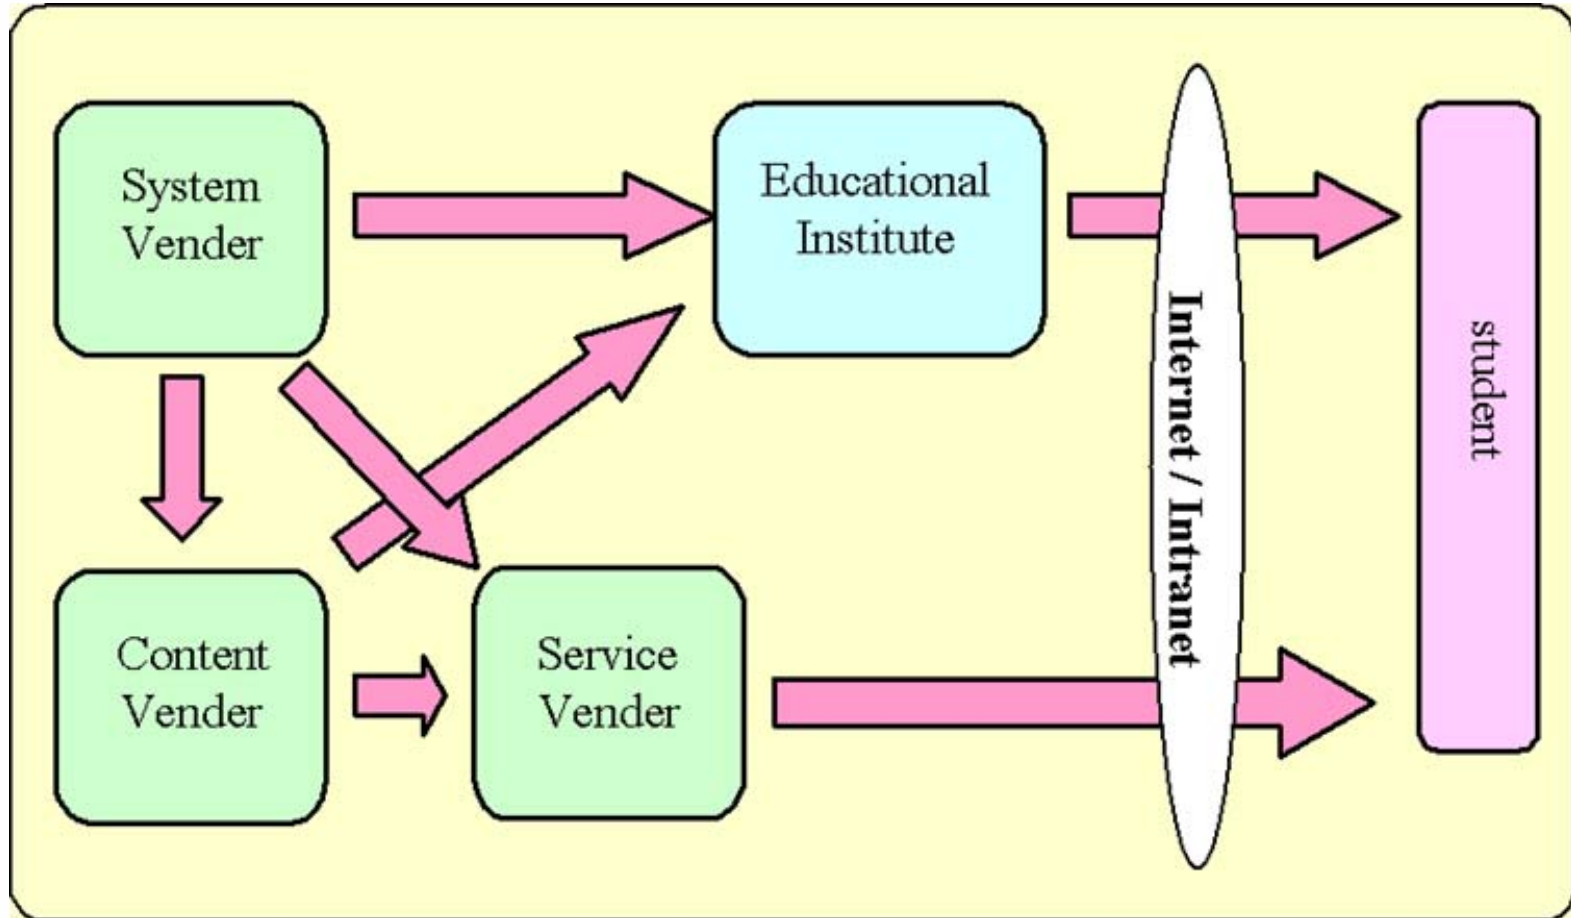 System
Vender
Educational
Institute
Internet / Intranet
student
Content
Vender
Service
Vender